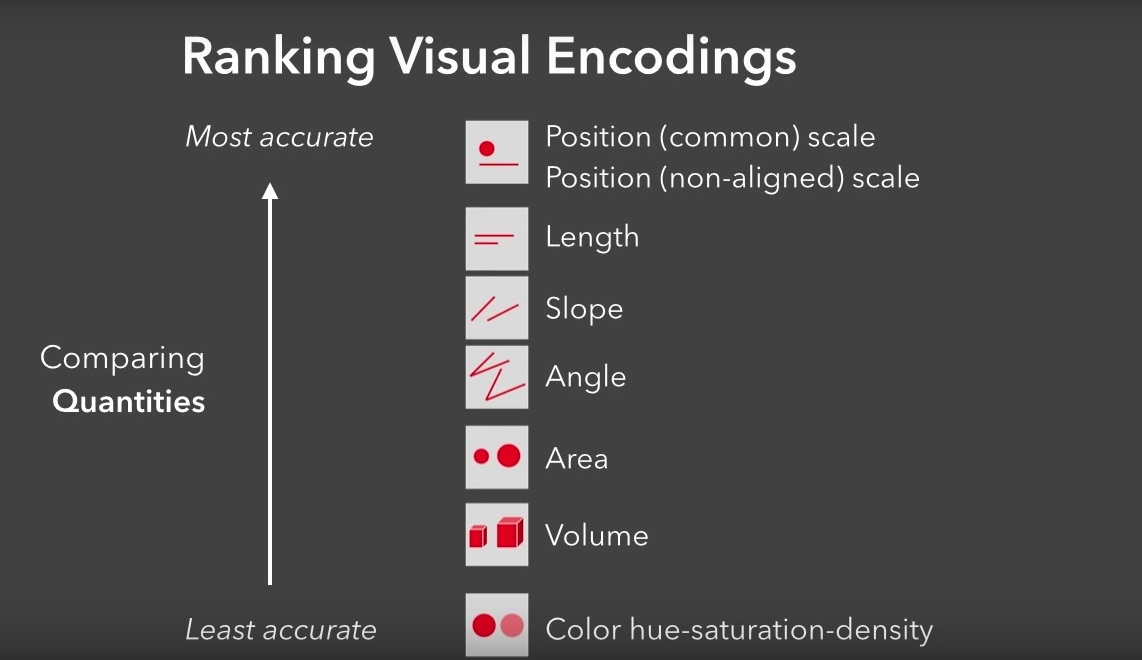 Ranking Visual Encodings
Most accurate
Position (common) scale
Position (non-aligned) scale
Length
Slope
Comparing
Quantities
Angle
Area
Volume
Least accurate
Color hue-saturation-density